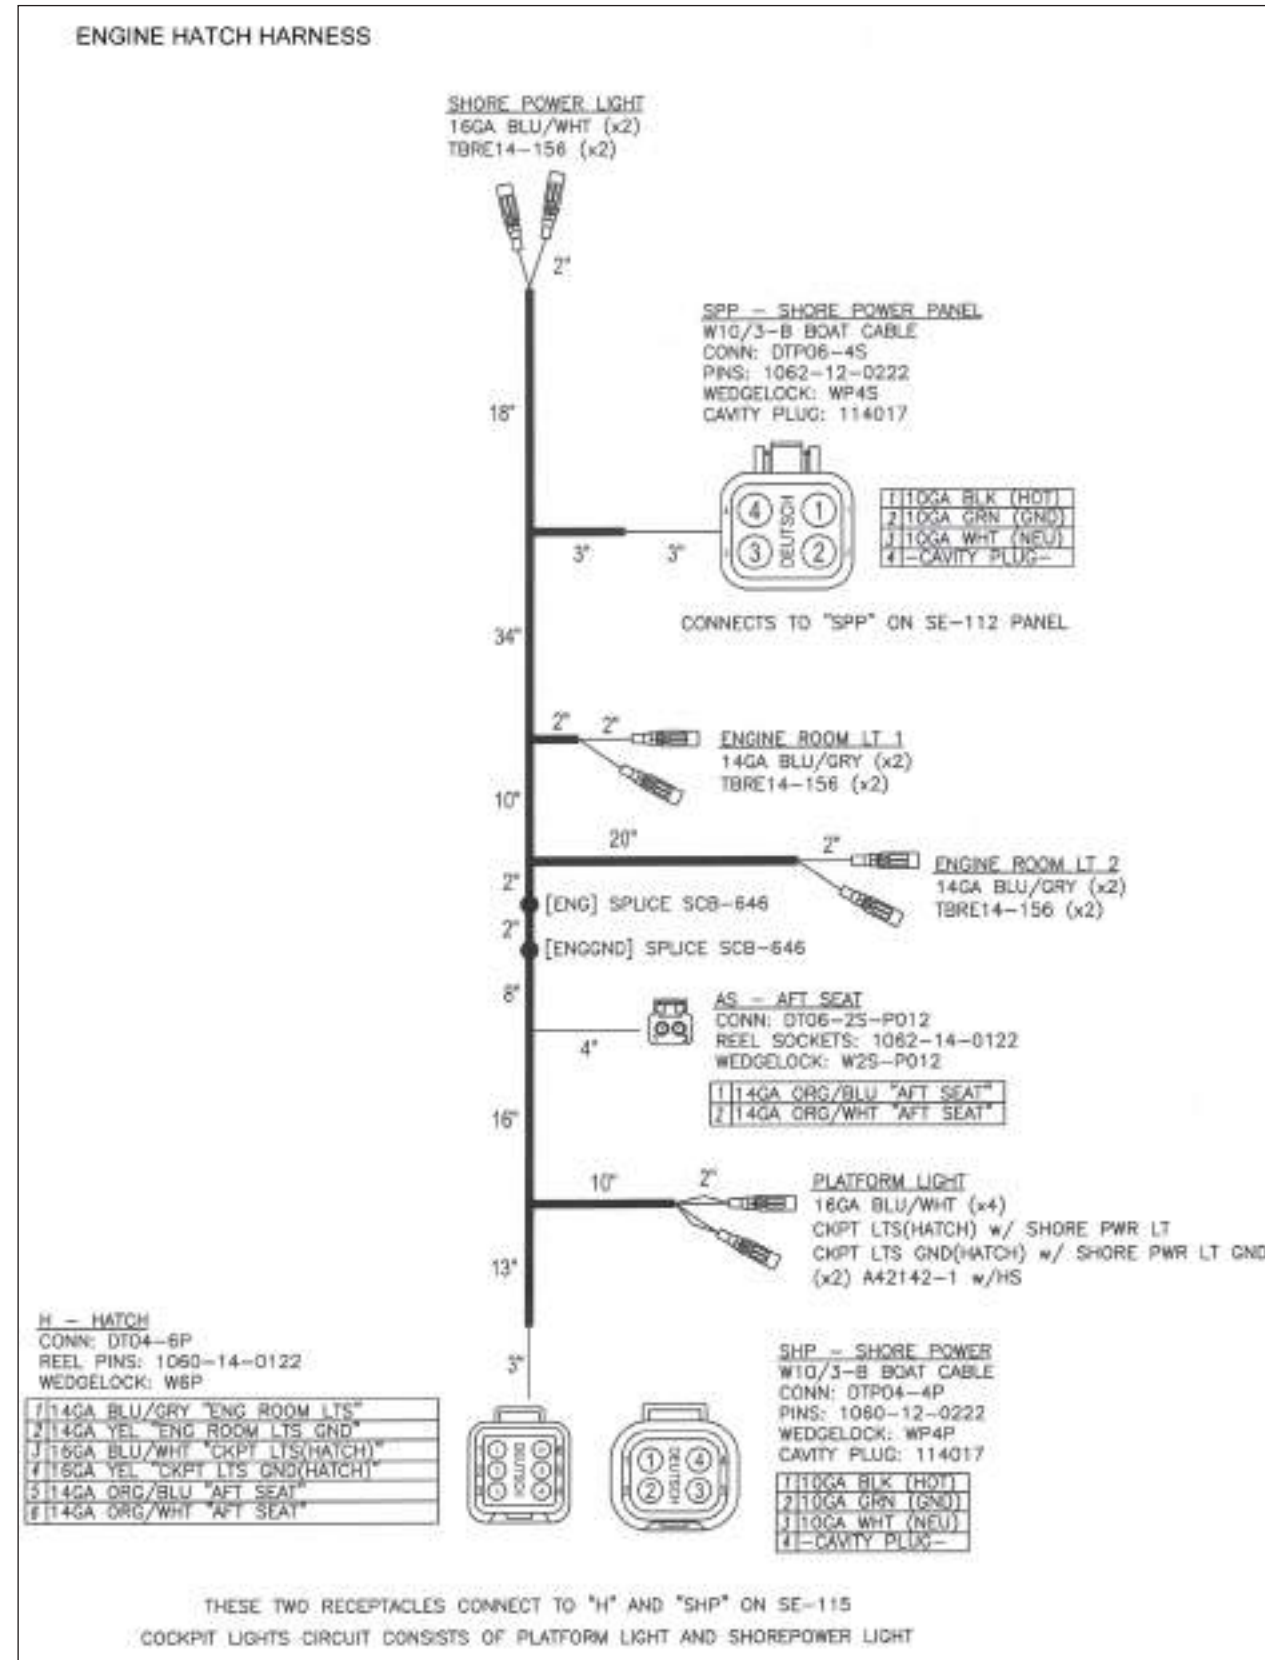 ENGINE HATCH HARNESS
SHORE POWER LIGHT
16GA BLU/WHT (x2)
TBRE14-156 (x2)
2"
18"
SPP - SHORE POWER PANEL
W10/3-B BOAT CABLE
CONN: DTP06-4S
PINS: 1062-12-0222
WEDGELOCK: WP4S
CAVITY PLUG: 114017
4 DEUTSCH 1
3 2
1 10GA BLK (HOT)
2 10GA GRN (GND)
3 10GA WHT (NEU)
4 -CAVITY PLUG-
3" 3"
CONNECTS TO "SPP" ON SE-112 PANEL
34"
2" 2"
ENGINE ROOM LT 1
14GA BLU/GRY (x2)
TBRE14-156 (x2)
10"
20" 2"
ENGINE ROOM LT 2
14GA BLU/GRY (x2)
TBRE14-156 (x2)
2"
[ENG] SPLICE SCB-646
2"
[ENGGND] SPLICE SCB-646
8"
4"
AS - AFT SEAT
CONN: DT06-2S-P012
REEL SOCKETS: 1062-14-0122
WEDGELOCK: W2S-P012
1 14GA ORG/BLU "AFT SEAT"
2 14GA ORG/WHT "AFT SEAT"
16"
10" 2"
PLATFORM LIGHT
16GA BLU/WHT (x4)
CKPT LTS(HATCH) w/ SHORE PWR LT
CKPT LTS GND(HATCH) w/ SHORE PWR LT GND
(x2) A42142-1 w/HS
13"
3"
H - HATCH
CONN: DT04-6P
REEL PINS: 1060-14-0122
WEDGELOCK: W6P
1 14GA BLU/GRY "ENG ROOM LTS"
2 14GA YEL "ENG ROOM LTS GND"
3 16GA BLU/WHT "CKPT LTS(HATCH)"
4 16GA YEL "CKPT LTS GND(HATCH)"
5 14GA ORG/BLU "AFT SEAT"
6 14GA ORG/WHT "AFT SEAT"
DEUTSCH
1 DEUTSCH 4
2 3
SHP - SHORE POWER
W10/3-B BOAT CABLE
CONN: DTP04-4P
PINS: 1060-12-0222
WEDGELOCK: WP4P
CAVITY PLUG: 114017
1 10GA BLK (HOT)
2 10GA GRN (GND)
3 10GA WHT (NEU)
4 -CAVITY PLUG-
THESE TWO RECEPTACLES CONNECT TO "H" AND "SHP" ON SE-115
COCKPIT LIGHTS CIRCUIT CONSISTS OF PLATFORM LIGHT AND SHOREPOWER LIGHT